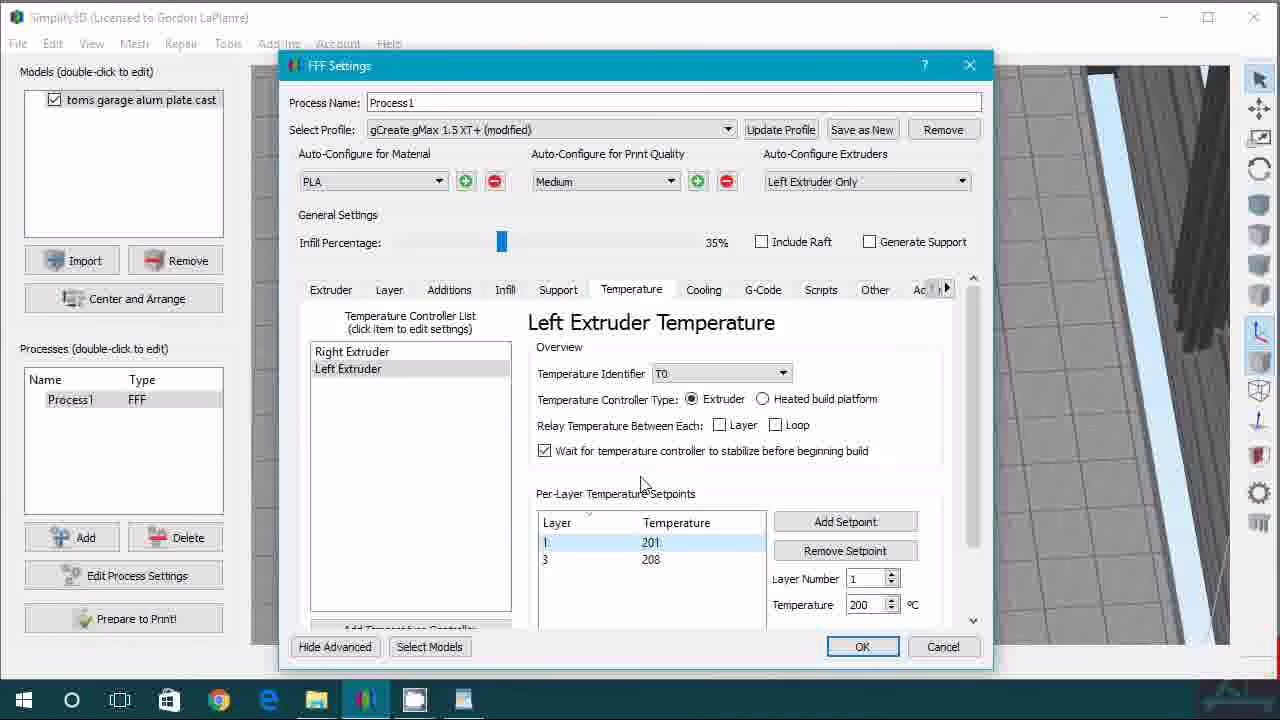 Simplify3D (Licensed to Gordon LaPlante)
File Edit View Mesh Repair Tools Add-Ins Account Help
Models (double-click to edit)
toms garage alum plate cast
Import Remove
Center and Arrange
Processes (double-click to edit)
Name Type
Process1 FFF
Add Delete
Edit Process Settings
Prepare to Print!
FFF Settings
Process Name: Process1
Select Profile: gCreate gMax 1.5 XT+ (modified) Update Profile Save as New Remove
Auto-Configure for Material Auto-Configure for Print Quality Auto-Configure Extruders
PLA Medium Left Extruder Only
General Settings
Infill Percentage: 35% Include Raft Generate Support
Extruder Layer Additions Infill Support Temperature Cooling G-Code Scripts Other
Temperature Controller List
(click item to edit settings)
Right Extruder
Left Extruder
Add Temperature Controller
Left Extruder Temperature
Overview
Temperature Identifier T0
Temperature Controller Type: Extruder Heated build platform
Relay Temperature Between Each: Layer Loop
Wait for temperature controller to stabilize before beginning build
Per-Layer Temperature Setpoints
Layer Temperature
1 201
3 208
Add Setpoint
Remove Setpoint
Layer Number 1
Temperature 200 ºC
Hide Advanced Select Models OK Cancel